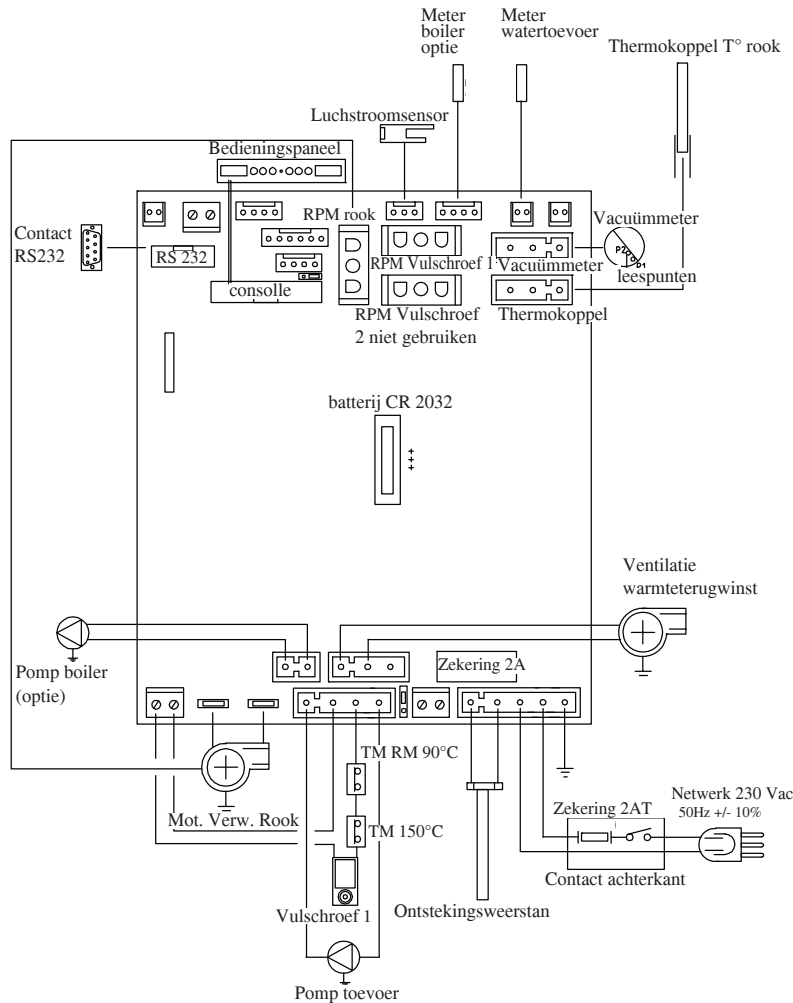 Meter
boiler
optie
Meter
watertoevoer
Thermokoppel T° rook
Luchstroomsensor
Bedieningspaneel
Contact
RS232
RS 232
RPM rook
RPM Vulschroef 1
Vacuümmeter
Vacuümmeter
P2
P1
leespunten
consolle
RPM Vulschroef
2 niet gebruiken
Thermokoppel
batterij CR 2032
+++
Ventilatie
warmteterugwinst
Pomp boiler
(optie)
Zekering 2A
TM RM 90°C
Mot. Verw. Rook
TM 150°C
Zekering 2AT
Netwerk 230 Vac
50Hz +/- 10%
Contact achterkant
Vulschroef 1
Ontstekingsweerstan
Pomp toevoer